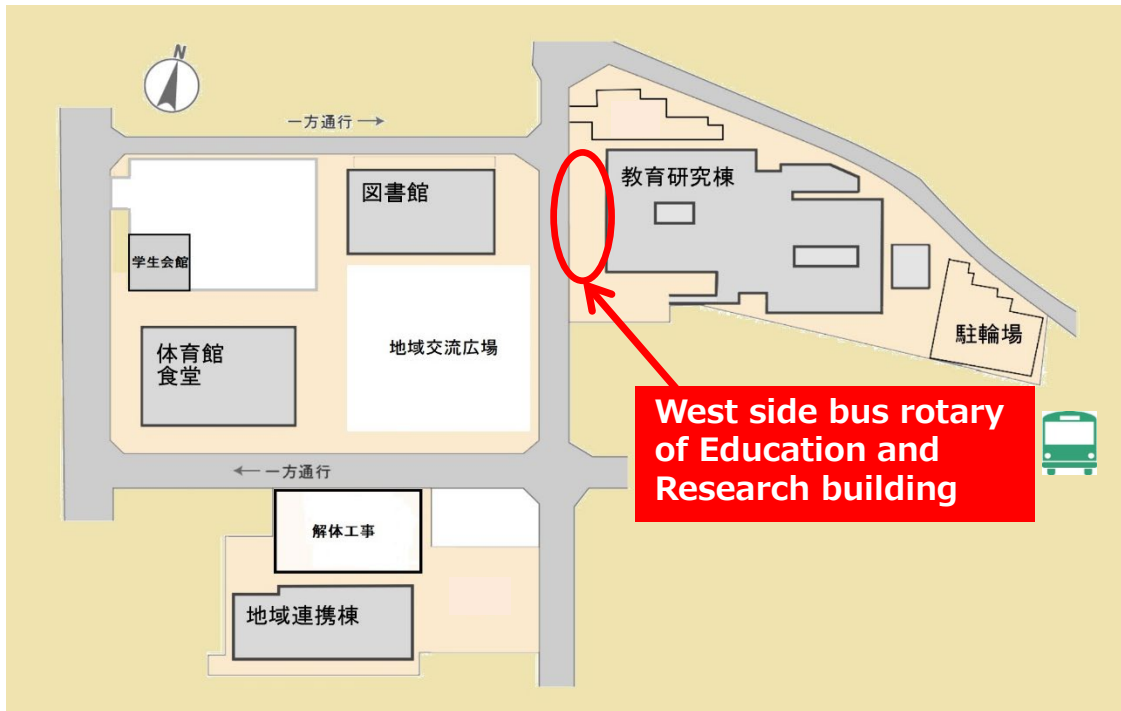 N
一方通行 →
図書館
教育研究棟
学生会館
体育館
食堂
地域交流広場
駐輪場
West side bus rotary
of Education and
Research building
← 一方通行
解体工事
地域連携棟